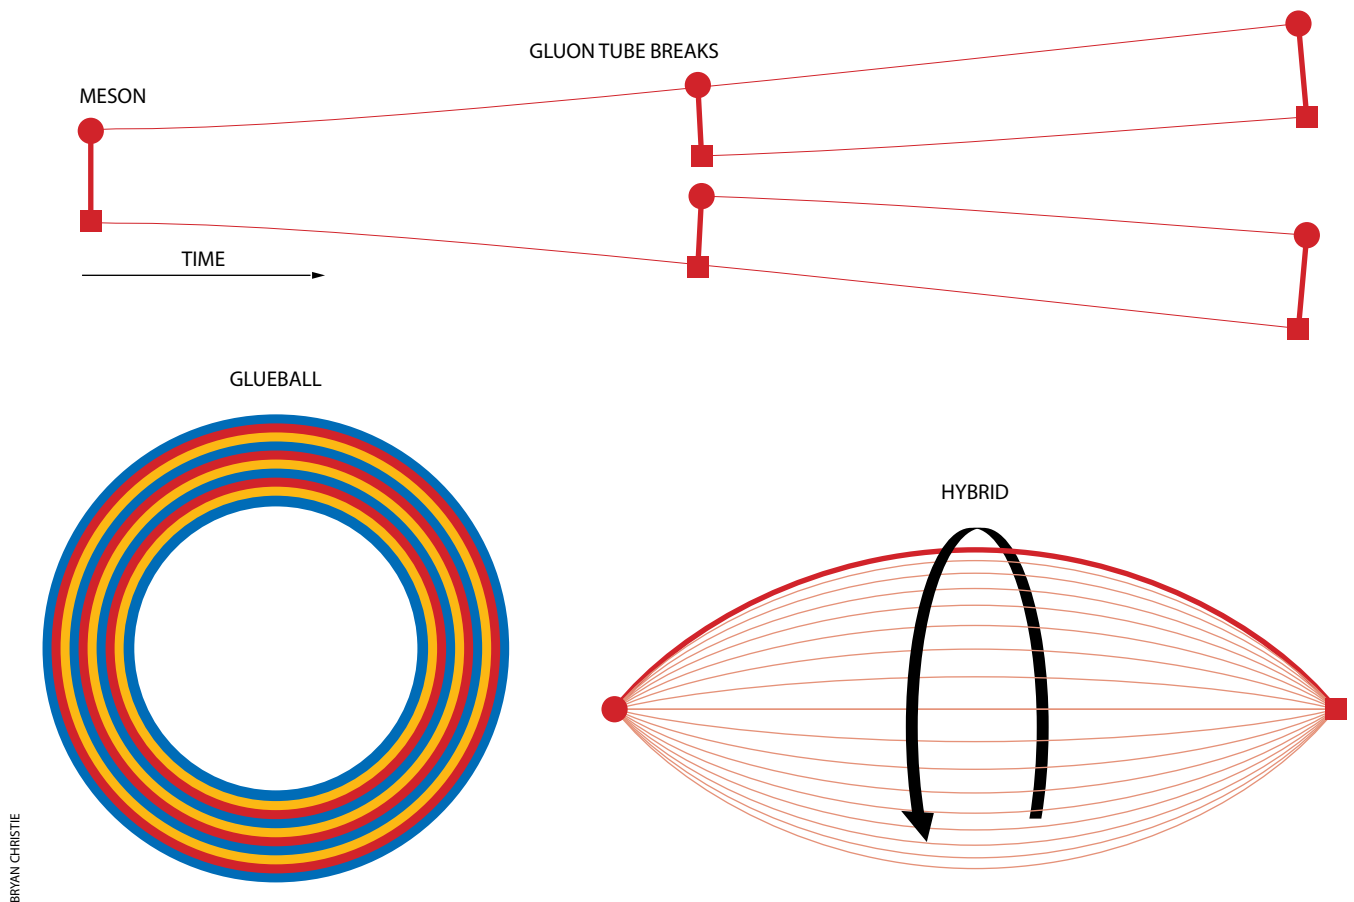 GLUON TUBE BREAKS
MESON
TIME
GLUEBALL
HYBRID
BRYAN CHRISTIE